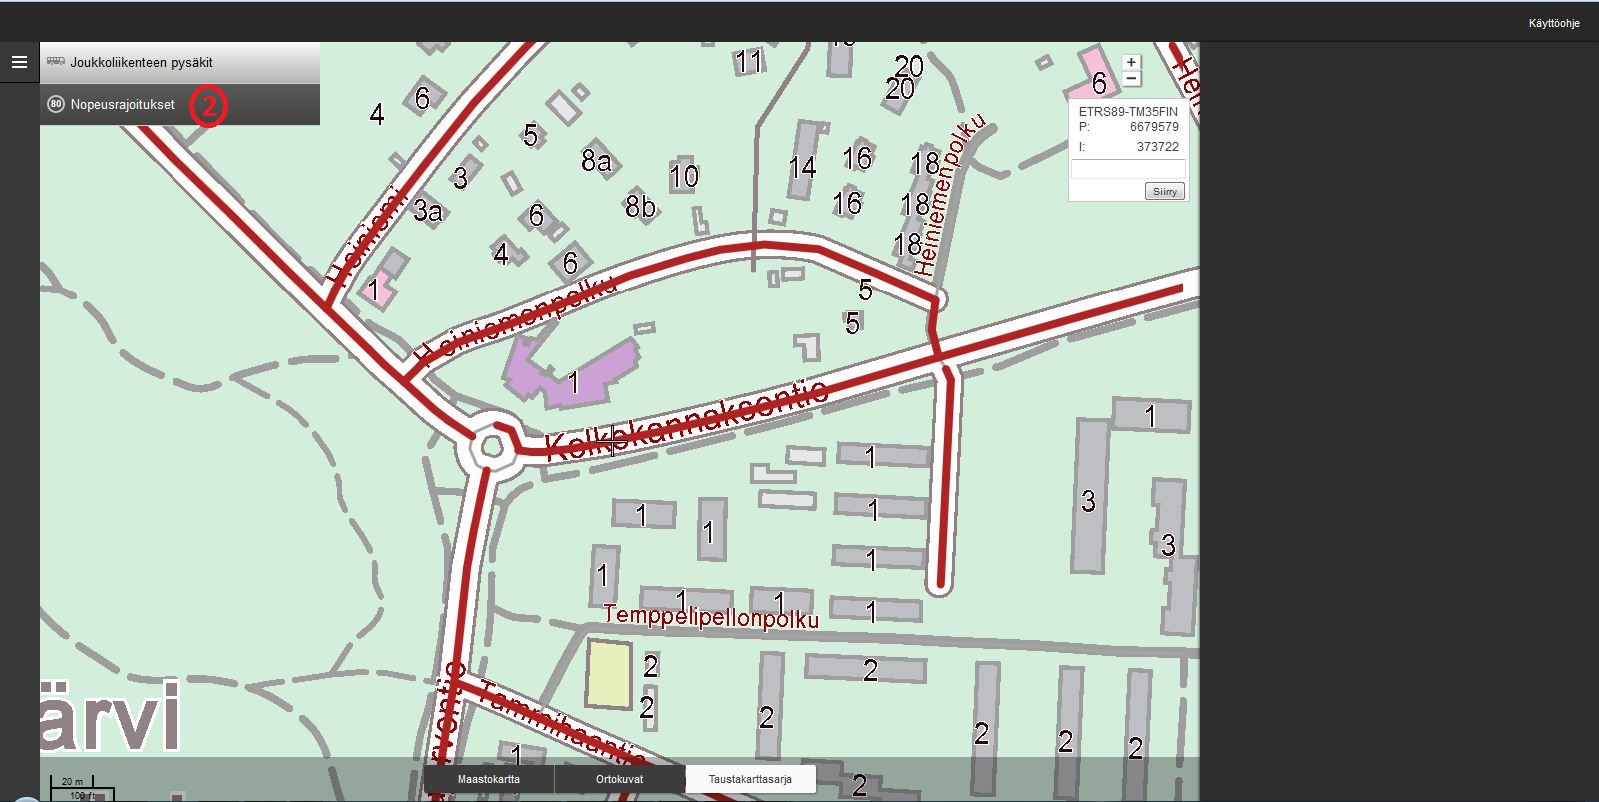 Käyttöohje
Joukkoliikenteen pysäkit
80 Nopeusrajoitukset 2
+
−
ETRS89-TM35FIN
P: 6679579
I: 373722
Siirry
11
20
20
6
4
6
5
8a
3
3a
10
8b
14
16
16
18
18
18
Heiniemenpolku
Heiniemi
6
4
6
1
5
5
Heiniemenpolku
1
Kolkekannaksentie
1
1
1
1
1
1
1
1
1
1
3
3
Temppelipellonpolku
2
2
2
2
2
2
2
2
Tammihaantie
1
ärvi
Maastokartta
Ortokuvat
Taustakarttasarja
20 m
100 ft